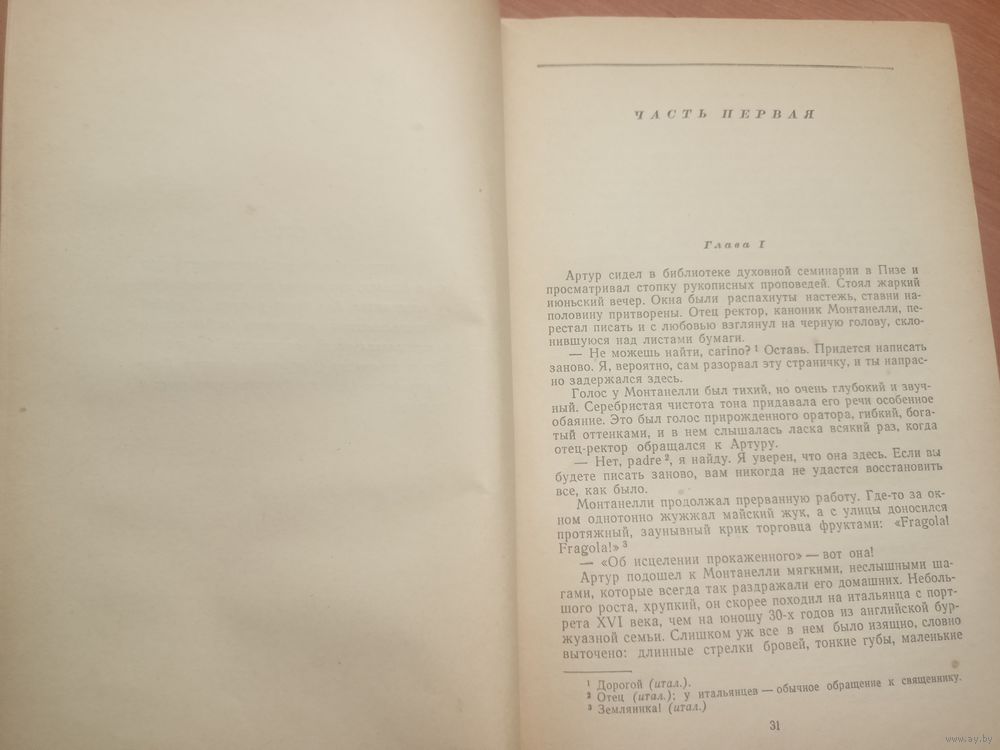 ЧАСТЬ ПЕРВАЯ
Глава I
Артур сидел в библиотеке духовной семинарии в Пизе и
просматривал стопку рукописных проповедей. Стоял жаркий
июньский вечер. Окна были распахнуты настежь, ставни на-
половину притворены. Отец ректор, каноник Монтанелли, пе-
рестал писать и с любовью взглянул на черную голову, скло-
нившуюся над листами бумаги.
— Не можешь найти, carino?¹ Оставь. Придется написать
заново. Я, вероятно, сам разорвал эту страничку, и ты напрас-
но задержался здесь.
Голос у Монтанелли был тихий, но очень глубокий и звуч-
ный. Серебристая чистота тона придавала его речи особенное
обаяние. Это был голос прирожденного оратора, гибкий, бога-
тый оттенками, и в нем слышалась ласка всякий раз, когда
отец-ректор обращался к Артуру.
— Нет, padre², я найду. Я уверен, что она здесь. Если вы
будете писать заново, вам никогда не удастся восстановить
все, как было.
Монтанелли продолжал прерванную работу. Где-то за ок-
ном однотонно жужжал майский жук, а с улицы доносился
протяжный, заунывный крик торговца фруктами: «Fragola!
Fragola!»³
— «Об исцелении прокаженного» — вот она!
Артур подошел к Монтанелли мягкими, неслышными ша-
гами, которые всегда так раздражали его домашних. Неболь-
шого роста, хрупкий, он скорее походил на итальянца с порт-
рета XVI века, чем на юношу 30-х годов из английской бур-
жуазной семьи. Слишком уж все в нем было изящно, словно
выточено: длинные стрелки бровей, тонкие губы, маленькие
¹ Дорогой (итал.).
² Отец (итал.); у итальянцев — обычное обращение к священнику.
³ Земляника! (итал.)
31
www.ay.by